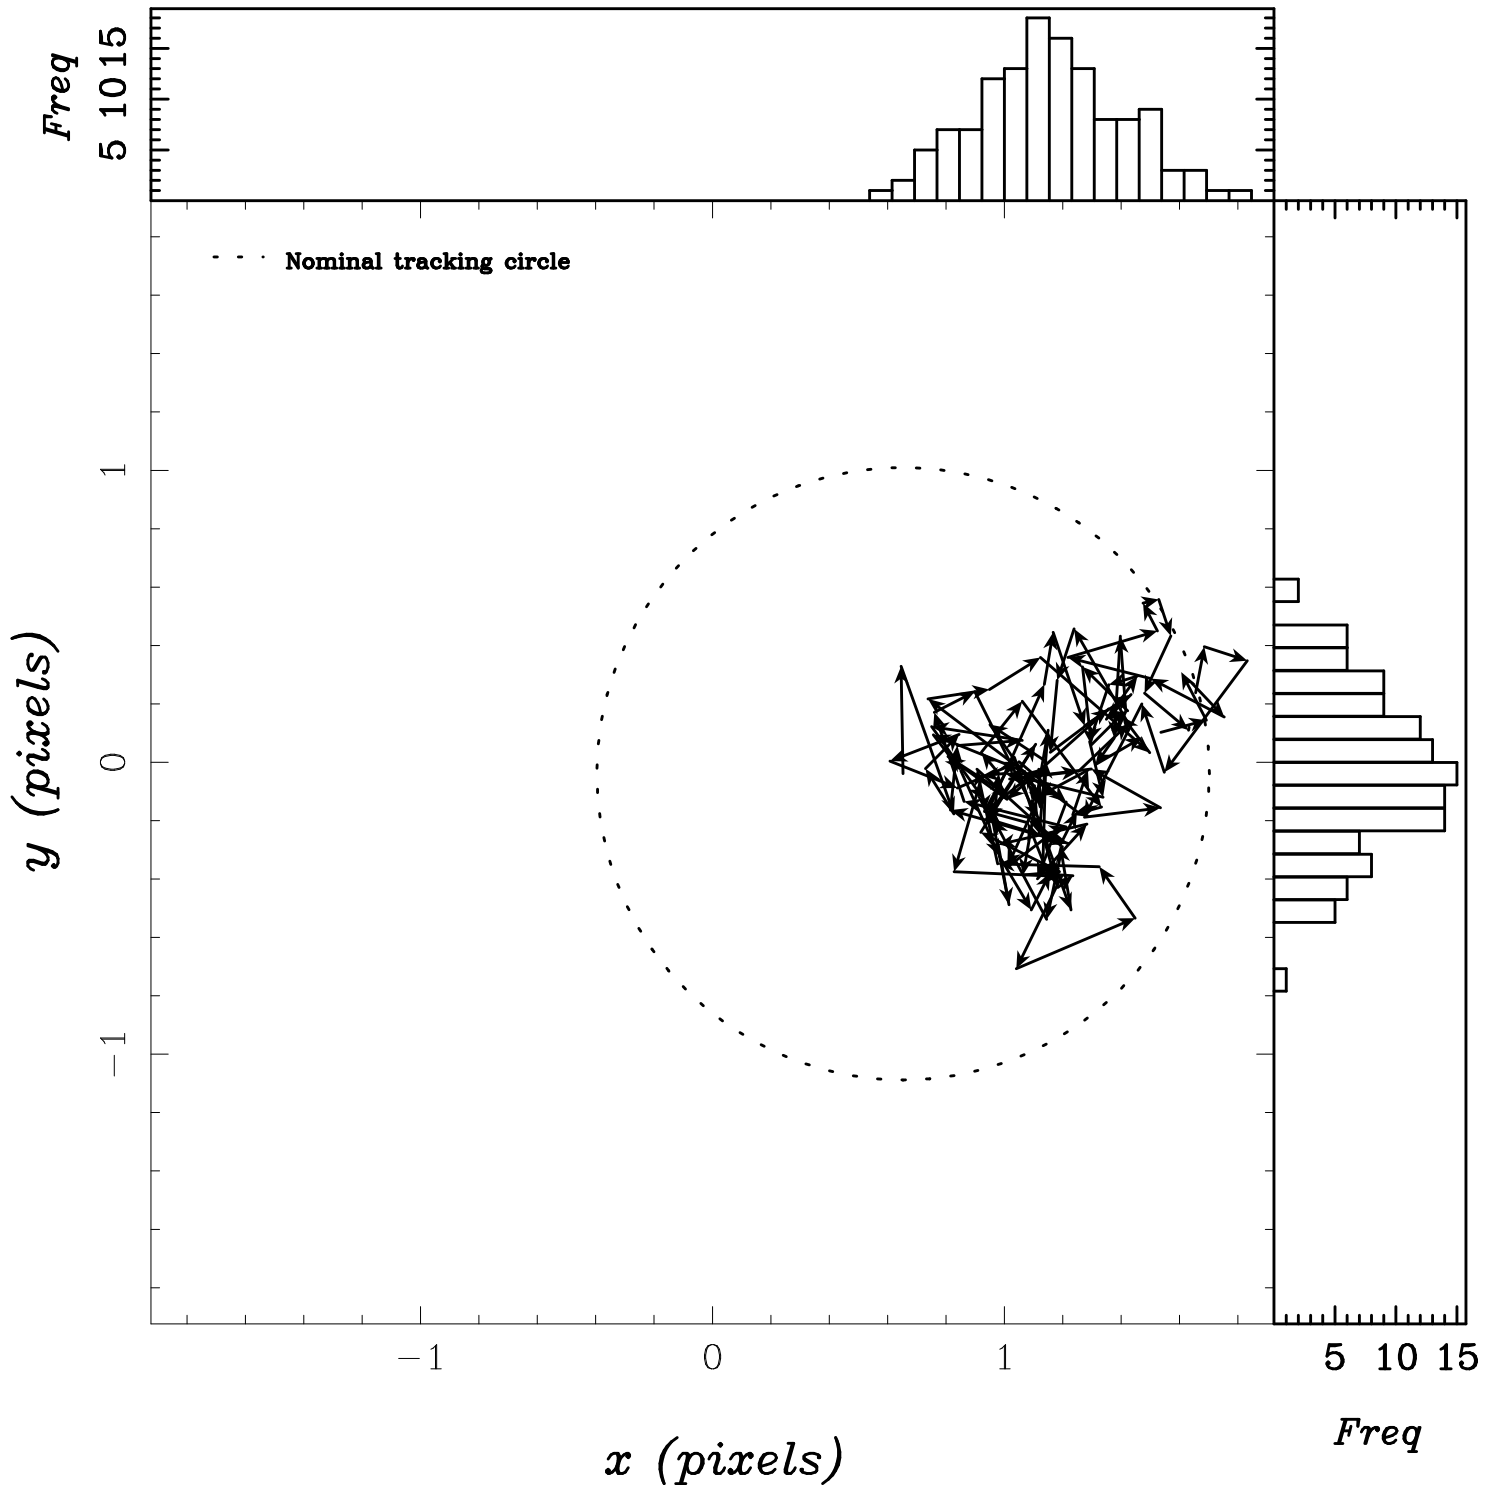 Freq
5 10 15
Nominal tracking circle
y (pixels)
1
0
−1
−1 0 1
x (pixels)
5 10 15
Freq